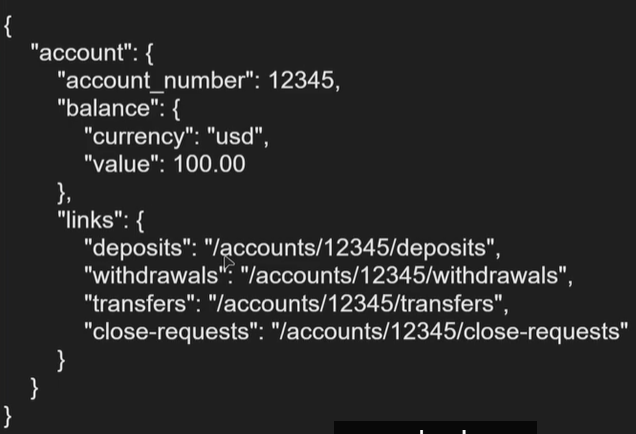 {
"account": {
"account_number": 12345,
"balance": {
"currency": "usd",
"value": 100.00
},
"links": {
"deposits": "/accounts/12345/deposits",
"withdrawals": "/accounts/12345/withdrawals",
"transfers": "/accounts/12345/transfers",
"close-requests": "/accounts/12345/close-requests"
}
}
}